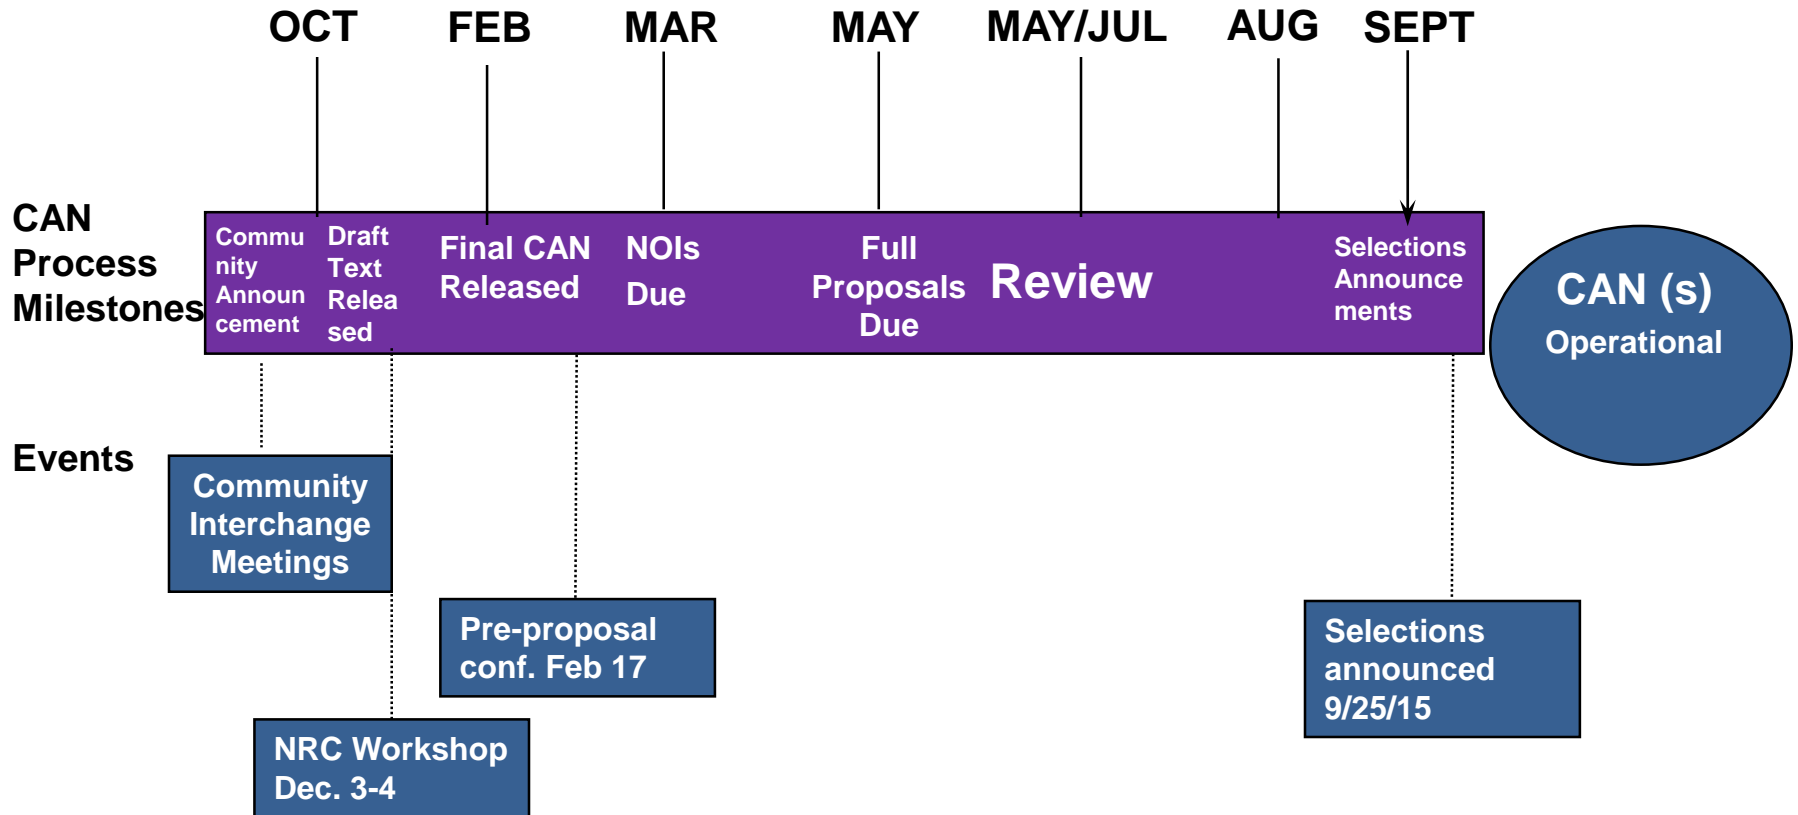 OCT FEB MAR MAY MAY/JUL AUG SEPT
CAN
Process
Milestones
Commu
nity
Announ
cement
Draft
Text
Relea
sed
Final CAN
Released
NOIs
Due
Full
Proposals
Due
Review
Selections
Announce
ments
CAN (s)
Operational
Events
Community
Interchange
Meetings
Pre-proposal
conf. Feb 17
Selections
announced
9/25/15
NRC Workshop
Dec. 3-4